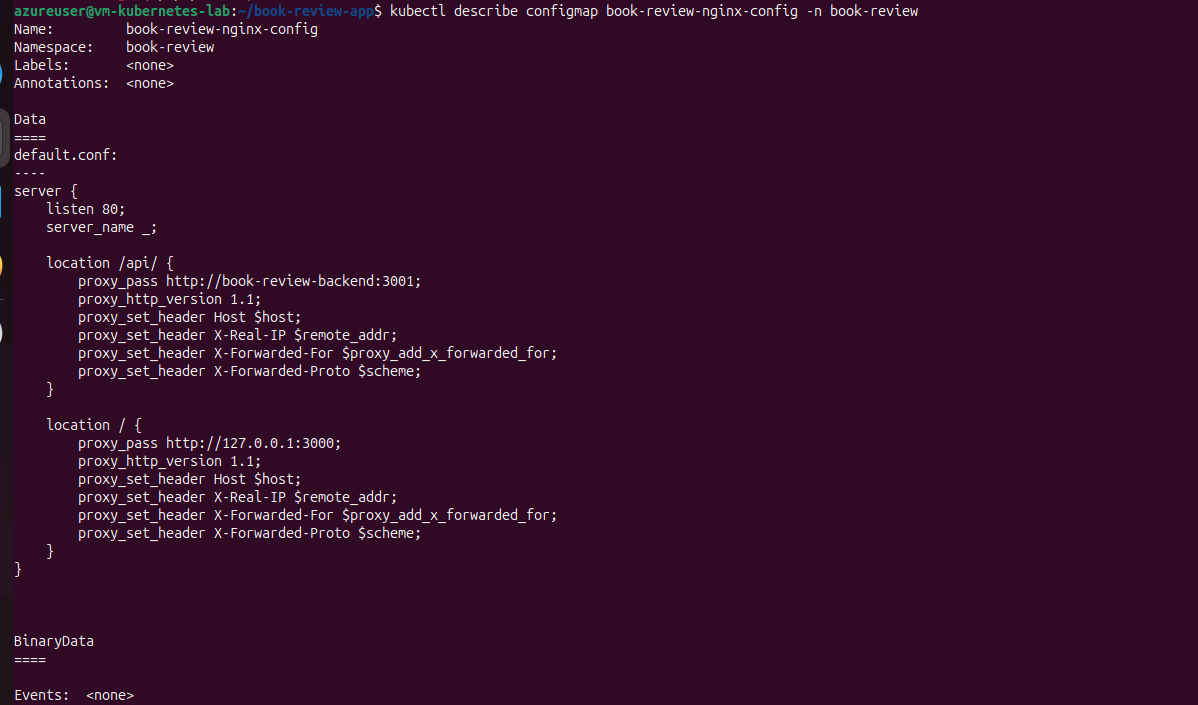 azureuser@vm-kubernetes-lab:~/book-review-app$ kubectl describe configmap book-review-nginx-config -n book-review
Name:         book-review-nginx-config
Namespace:    book-review
Labels:       <none>
Annotations:  <none>

Data
====
default.conf:
----
server {
    listen 80;
    server_name _;

    location /api/ {
        proxy_pass http://book-review-backend:3001;
        proxy_http_version 1.1;
        proxy_set_header Host $host;
        proxy_set_header X-Real-IP $remote_addr;
        proxy_set_header X-Forwarded-For $proxy_add_x_forwarded_for;
        proxy_set_header X-Forwarded-Proto $scheme;
    }

    location / {
        proxy_pass http://127.0.0.1:3000;
        proxy_http_version 1.1;
        proxy_set_header Host $host;
        proxy_set_header X-Real-IP $remote_addr;
        proxy_set_header X-Forwarded-For $proxy_add_x_forwarded_for;
        proxy_set_header X-Forwarded-Proto $scheme;
    }
}

BinaryData
====

Events:  <none>